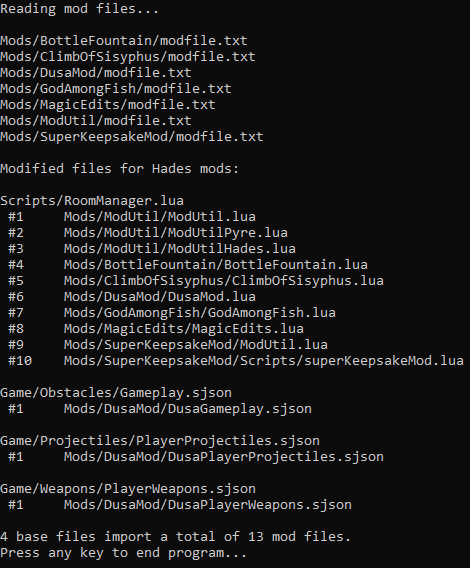 Reading mod files...
Mods/BottleFountain/modfile.txt
Mods/ClimbOfSisyphus/modfile.txt
Mods/DusaMod/modfile.txt
Mods/GodAmongFish/modfile.txt
Mods/MagicEdits/modfile.txt
Mods/ModUtil/modfile.txt
Mods/SuperKeepsakeMod/modfile.txt
Modified files for Hades mods:
Scripts/RoomManager.lua
#1 Mods/ModUtil/ModUtil.lua
#2 Mods/ModUtil/ModUtilPyre.lua
#3 Mods/ModUtil/ModUtilHades.lua
#4 Mods/BottleFountain/BottleFountain.lua
#5 Mods/ClimbOfSisyphus/ClimbOfSisyphus.lua
#6 Mods/DusaMod/DusaMod.lua
#7 Mods/GodAmongFish/GodAmongFish.lua
#8 Mods/MagicEdits/MagicEdits.lua
#9 Mods/SuperKeepsakeMod/ModUtil.lua
#10 Mods/SuperKeepsakeMod/Scripts/superKeepsakeMod.lua
Game/Obstacles/Gameplay.sjson
#1 Mods/DusaMod/DusaGameplay.sjson
Game/Projectiles/PlayerProjectiles.sjson
#1 Mods/DusaMod/DusaPlayerProjectiles.sjson
Game/Weapons/PlayerWeapons.sjson
#1 Mods/DusaMod/DusaPlayerWeapons.sjson
4 base files import a total of 13 mod files.
Press any key to end program...